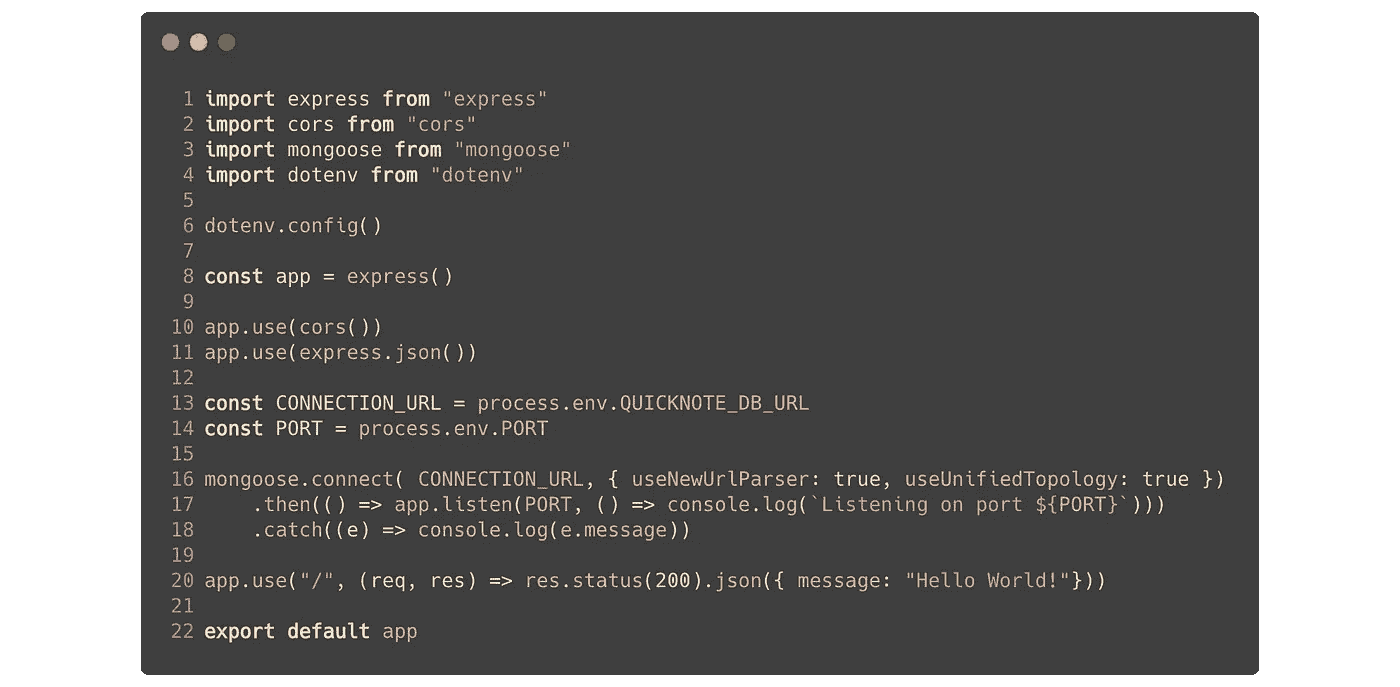 1 import express from "express"
2 import cors from "cors"
3 import mongoose from "mongoose"
4 import dotenv from "dotenv"
5
6 dotenv.config()
7
8 const app = express()
9
10 app.use(cors())
11 app.use(express.json())
12
13 const CONNECTION_URL = process.env.QUICKNOTE_DB_URL
14 const PORT = process.env.PORT
15
16 mongoose.connect( CONNECTION_URL, { useNewUrlParser: true, useUnifiedTopology: true })
17     .then(() => app.listen(PORT, () => console.log(`Listening on port ${PORT}`)))
18     .catch((e) => console.log(e.message))
19
20 app.use("/", (req, res) => res.status(200).json({ message: "Hello World!"}))
21
22 export default app